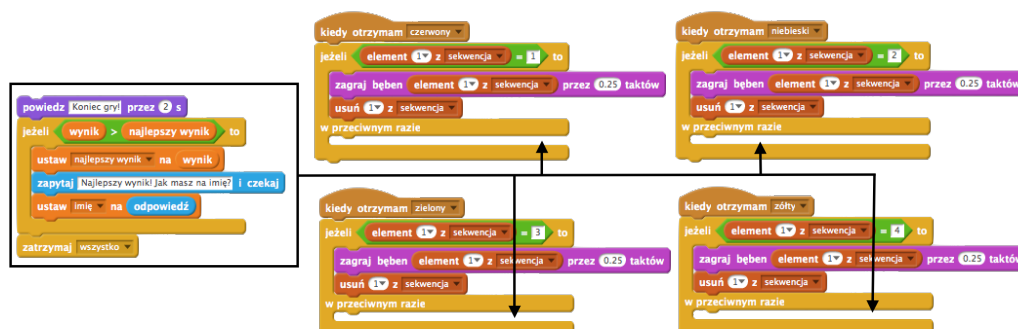 powiedz Koniec gry! przez 2 s
jeżeli wynik > najlepszy wynik to
ustaw najlepszy wynik na wynik
zapytaj Najlepszy wynik! Jak masz na imię? i czekaj
ustaw imię na odpowiedź
zatrzymaj wszystko
kiedy otrzymam czerwony
jeżeli element 1 z sekwencja = 1 to
zagraj bęben element 1 z sekwencja przez 0.25 taktów
usuń 1 z sekwencja
w przeciwnym razie
kiedy otrzymam niebieski
jeżeli element 1 z sekwencja = 2 to
zagraj bęben element 1 z sekwencja przez 0.25 taktów
usuń 1 z sekwencja
w przeciwnym razie
kiedy otrzymam zielony
jeżeli element 1 z sekwencja = 3 to
zagraj bęben element 1 z sekwencja przez 0.25 taktów
usuń 1 z sekwencja
w przeciwnym razie
kiedy otrzymam zółty
jeżeli element 1 z sekwencja = 4 to
zagraj bęben element 1 z sekwencja przez 0.25 taktów
usuń 1 z sekwencja
w przeciwnym razie